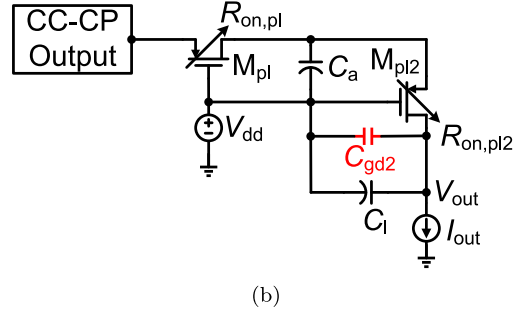 CC-CP
Output
R_on,pl
M_pl
C_a
M_pl2
V_dd
C_gd2
R_on,pl2
C_l
V_out
I_out
(b)